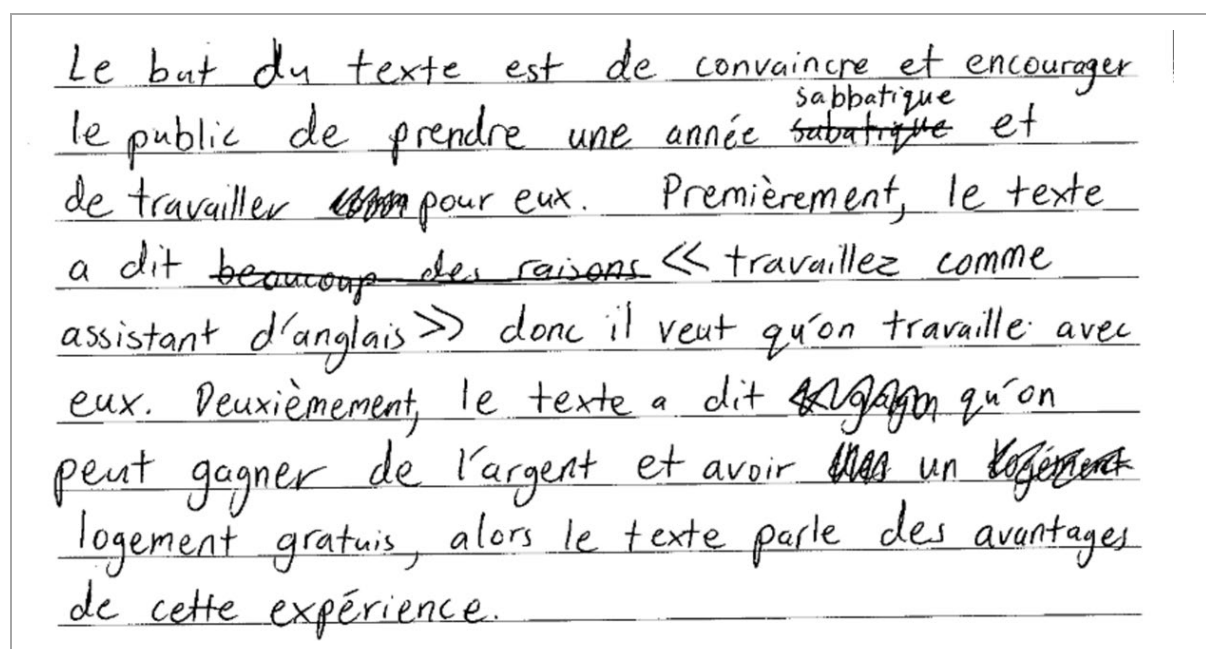 Le but du texte est de convaincre et encourager
sabbatique
le public de prendre une année subatrique et
de travailler pour eux. Premièrement, le texte
a dit beaucoup des raisons << travaillez comme
assistant d'anglais >> donc il veut qu'on travaille avec
eux. Deuxièmement, le texte a dit qu'on
peut gagner de l'argent et avoir un logement
logement gratuis, alors le texte parle des avantages
de cette expérience.